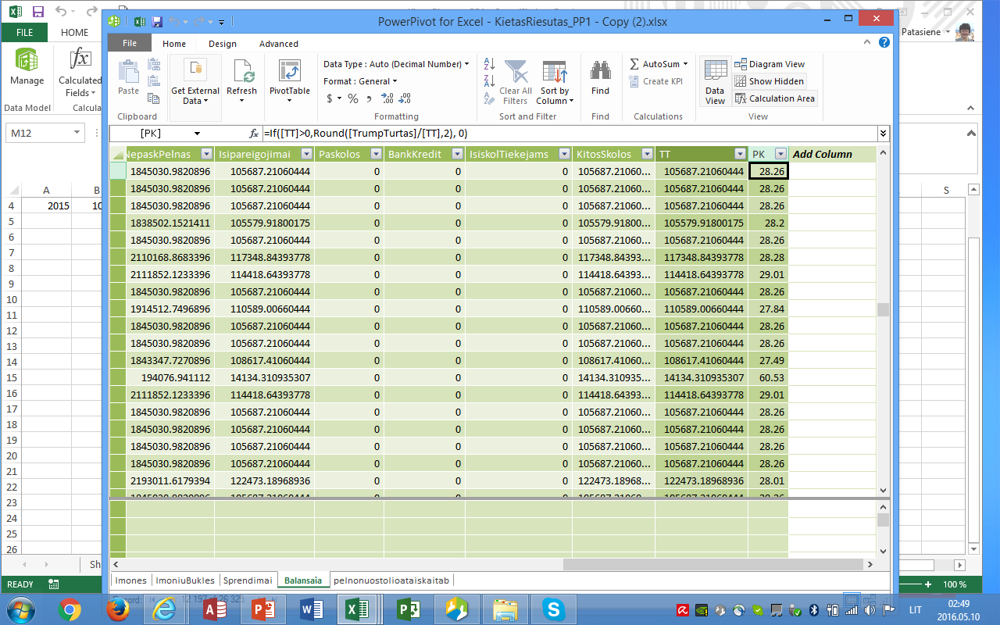 PowerPivot for Excel - KietasRiesutas_PP1 - Copy (2).xlsx
FILE
HOME
Patasiene
File
Home
Design
Advanced
Manage
Calculated
Fields
Data Model
Calcula
Paste
Clipboard
Get External
Data
Refresh
PivotTable
Data Type : Auto (Decimal Number)
Format : General
$ %
Formatting
Clear All
Filters
Sort by
Column
Sort and Filter
Find
Find
AutoSum
Create KPI
Calculations
Data
View
Diagram View
Show Hidden
Calculation Area
View
M12
[PK]
fx
=If([TT]>0,Round([TrumpTurtas]/[TT],2), 0)
NepaskPelnas Isipareigojimai Paskolos BankKredit IsiskolTiekejams KitosSkolos TT PK Add Column
1845030.9820896 105687.21060444 0 0 0 105687.21060... 105687.21060444 28.26
1845030.9820896 105687.21060444 0 0 0 105687.21060... 105687.21060444 28.26
1845030.9820896 105687.21060444 0 0 0 105687.21060... 105687.21060444 28.26
1838502.1521411 105579.91800175 0 0 0 105579.91800... 105579.91800175 28.2
1845030.9820896 105687.21060444 0 0 0 105687.21060... 105687.21060444 28.26
2110168.8683396 117348.84393778 0 0 0 117348.84393... 117348.84393778 28.28
2111852.1233396 114418.64393778 0 0 0 114418.64393... 114418.64393778 29.01
1845030.9820896 105687.21060444 0 0 0 105687.21060... 105687.21060444 28.26
1914512.7496896 110589.00660444 0 0 0 110589.00660... 110589.00660444 27.84
1845030.9820896 105687.21060444 0 0 0 105687.21060... 105687.21060444 28.26
1845030.9820896 105687.21060444 0 0 0 105687.21060... 105687.21060444 28.26
1843347.7270896 108617.41060444 0 0 0 108617.41060... 108617.41060444 27.49
194076.941112 14134.310935307 0 0 0 14134.310935... 14134.310935307 60.53
2111852.1233396 114418.64393778 0 0 0 114418.64393... 114418.64393778 29.01
1845030.9820896 105687.21060444 0 0 0 105687.21060... 105687.21060444 28.26
1845030.9820896 105687.21060444 0 0 0 105687.21060... 105687.21060444 28.26
1845030.9820896 105687.21060444 0 0 0 105687.21060... 105687.21060444 28.26
1845030.9820896 105687.21060444 0 0 0 105687.21060... 105687.21060444 28.26
2193011.6179394 122473.18968936 0 0 0 122473.18968... 122473.18968936 28.01
1845030.9820896 105687.21060444 0 0 0 105687.21060... 105687.21060444 28.26
A B S
4 2015 10
5
6
7
8
9
10
11
12
13
14
15
16
17
18
19
20
21
22
23
24
25
26
Sh
Imones ImoniuBukles Sprendimai Balansaia pelnonuostolioataiskaitab
READY
100 %
Record: 12 197 of 26 325
LIT
02:49
2016.05.10